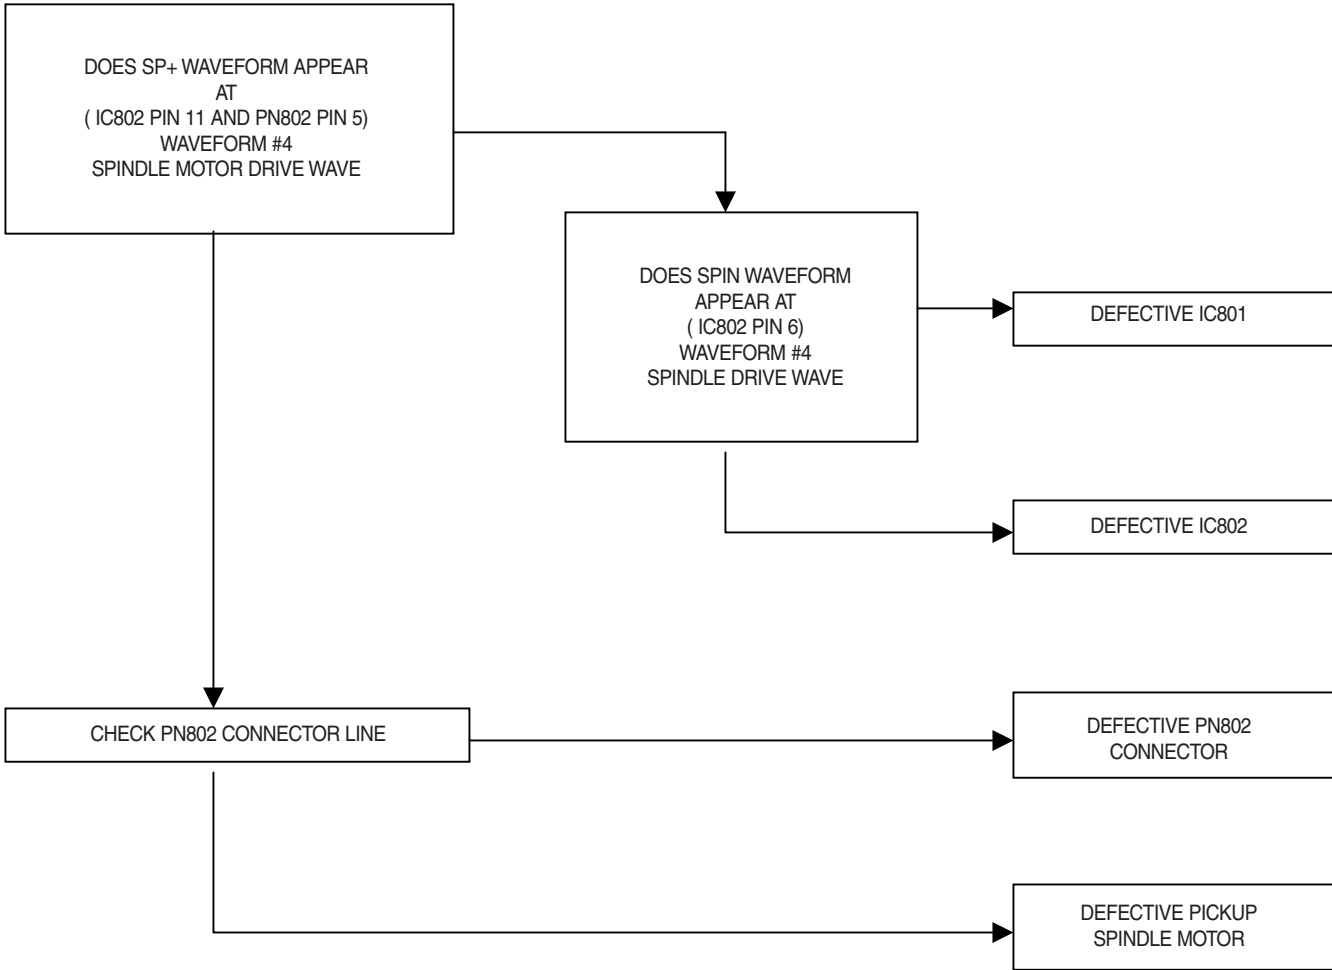 DOES SP+ WAVEFORM APPEAR
AT
( IC802 PIN 11 AND PN802 PIN 5)
WAVEFORM #4
SPINDLE MOTOR DRIVE WAVE
DOES SPIN WAVEFORM
APPEAR AT
( IC802 PIN 6)
WAVEFORM #4
SPINDLE DRIVE WAVE
DEFECTIVE IC801
DEFECTIVE IC802
CHECK PN802 CONNECTOR LINE
DEFECTIVE PN802
CONNECTOR
DEFECTIVE PICKUP
SPINDLE MOTOR